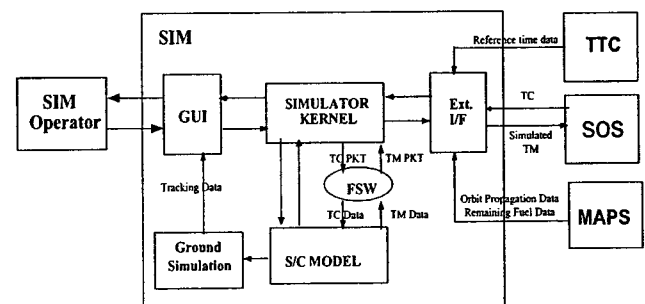 SIM
Reference time data
TTC
SIM
Operator
GUI
SIMULATOR
KERNEL
Ext.
I/F
TC
Simulated
TM
SOS
TC PKT
TM PKT
FSW
Tracking Data
TC Data
TM Data
Orbit Propagation Data
Remaining Fuel Data
MAPS
Ground
Simulation
S/C MODEL